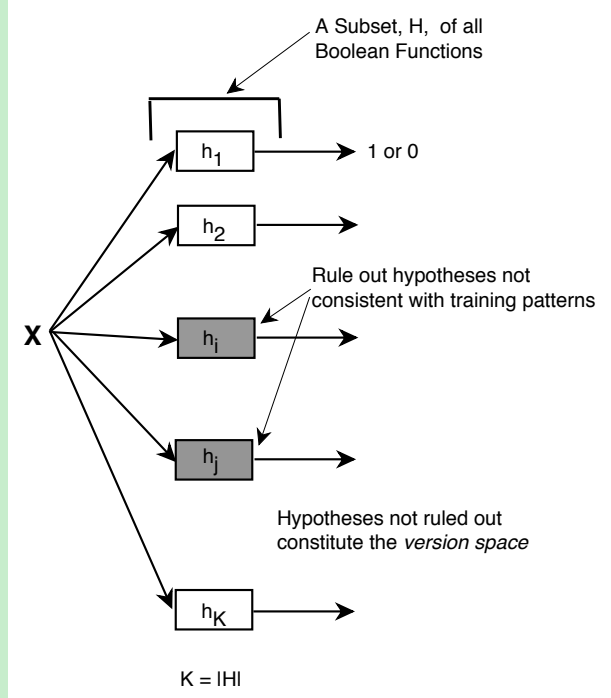 A Subset, H, of all
Boolean Functions
h1
1 or 0
h2
Rule out hypotheses not
consistent with training patterns
X
hi
hj
Hypotheses not ruled out
constitute the version space
hK
K = |H|